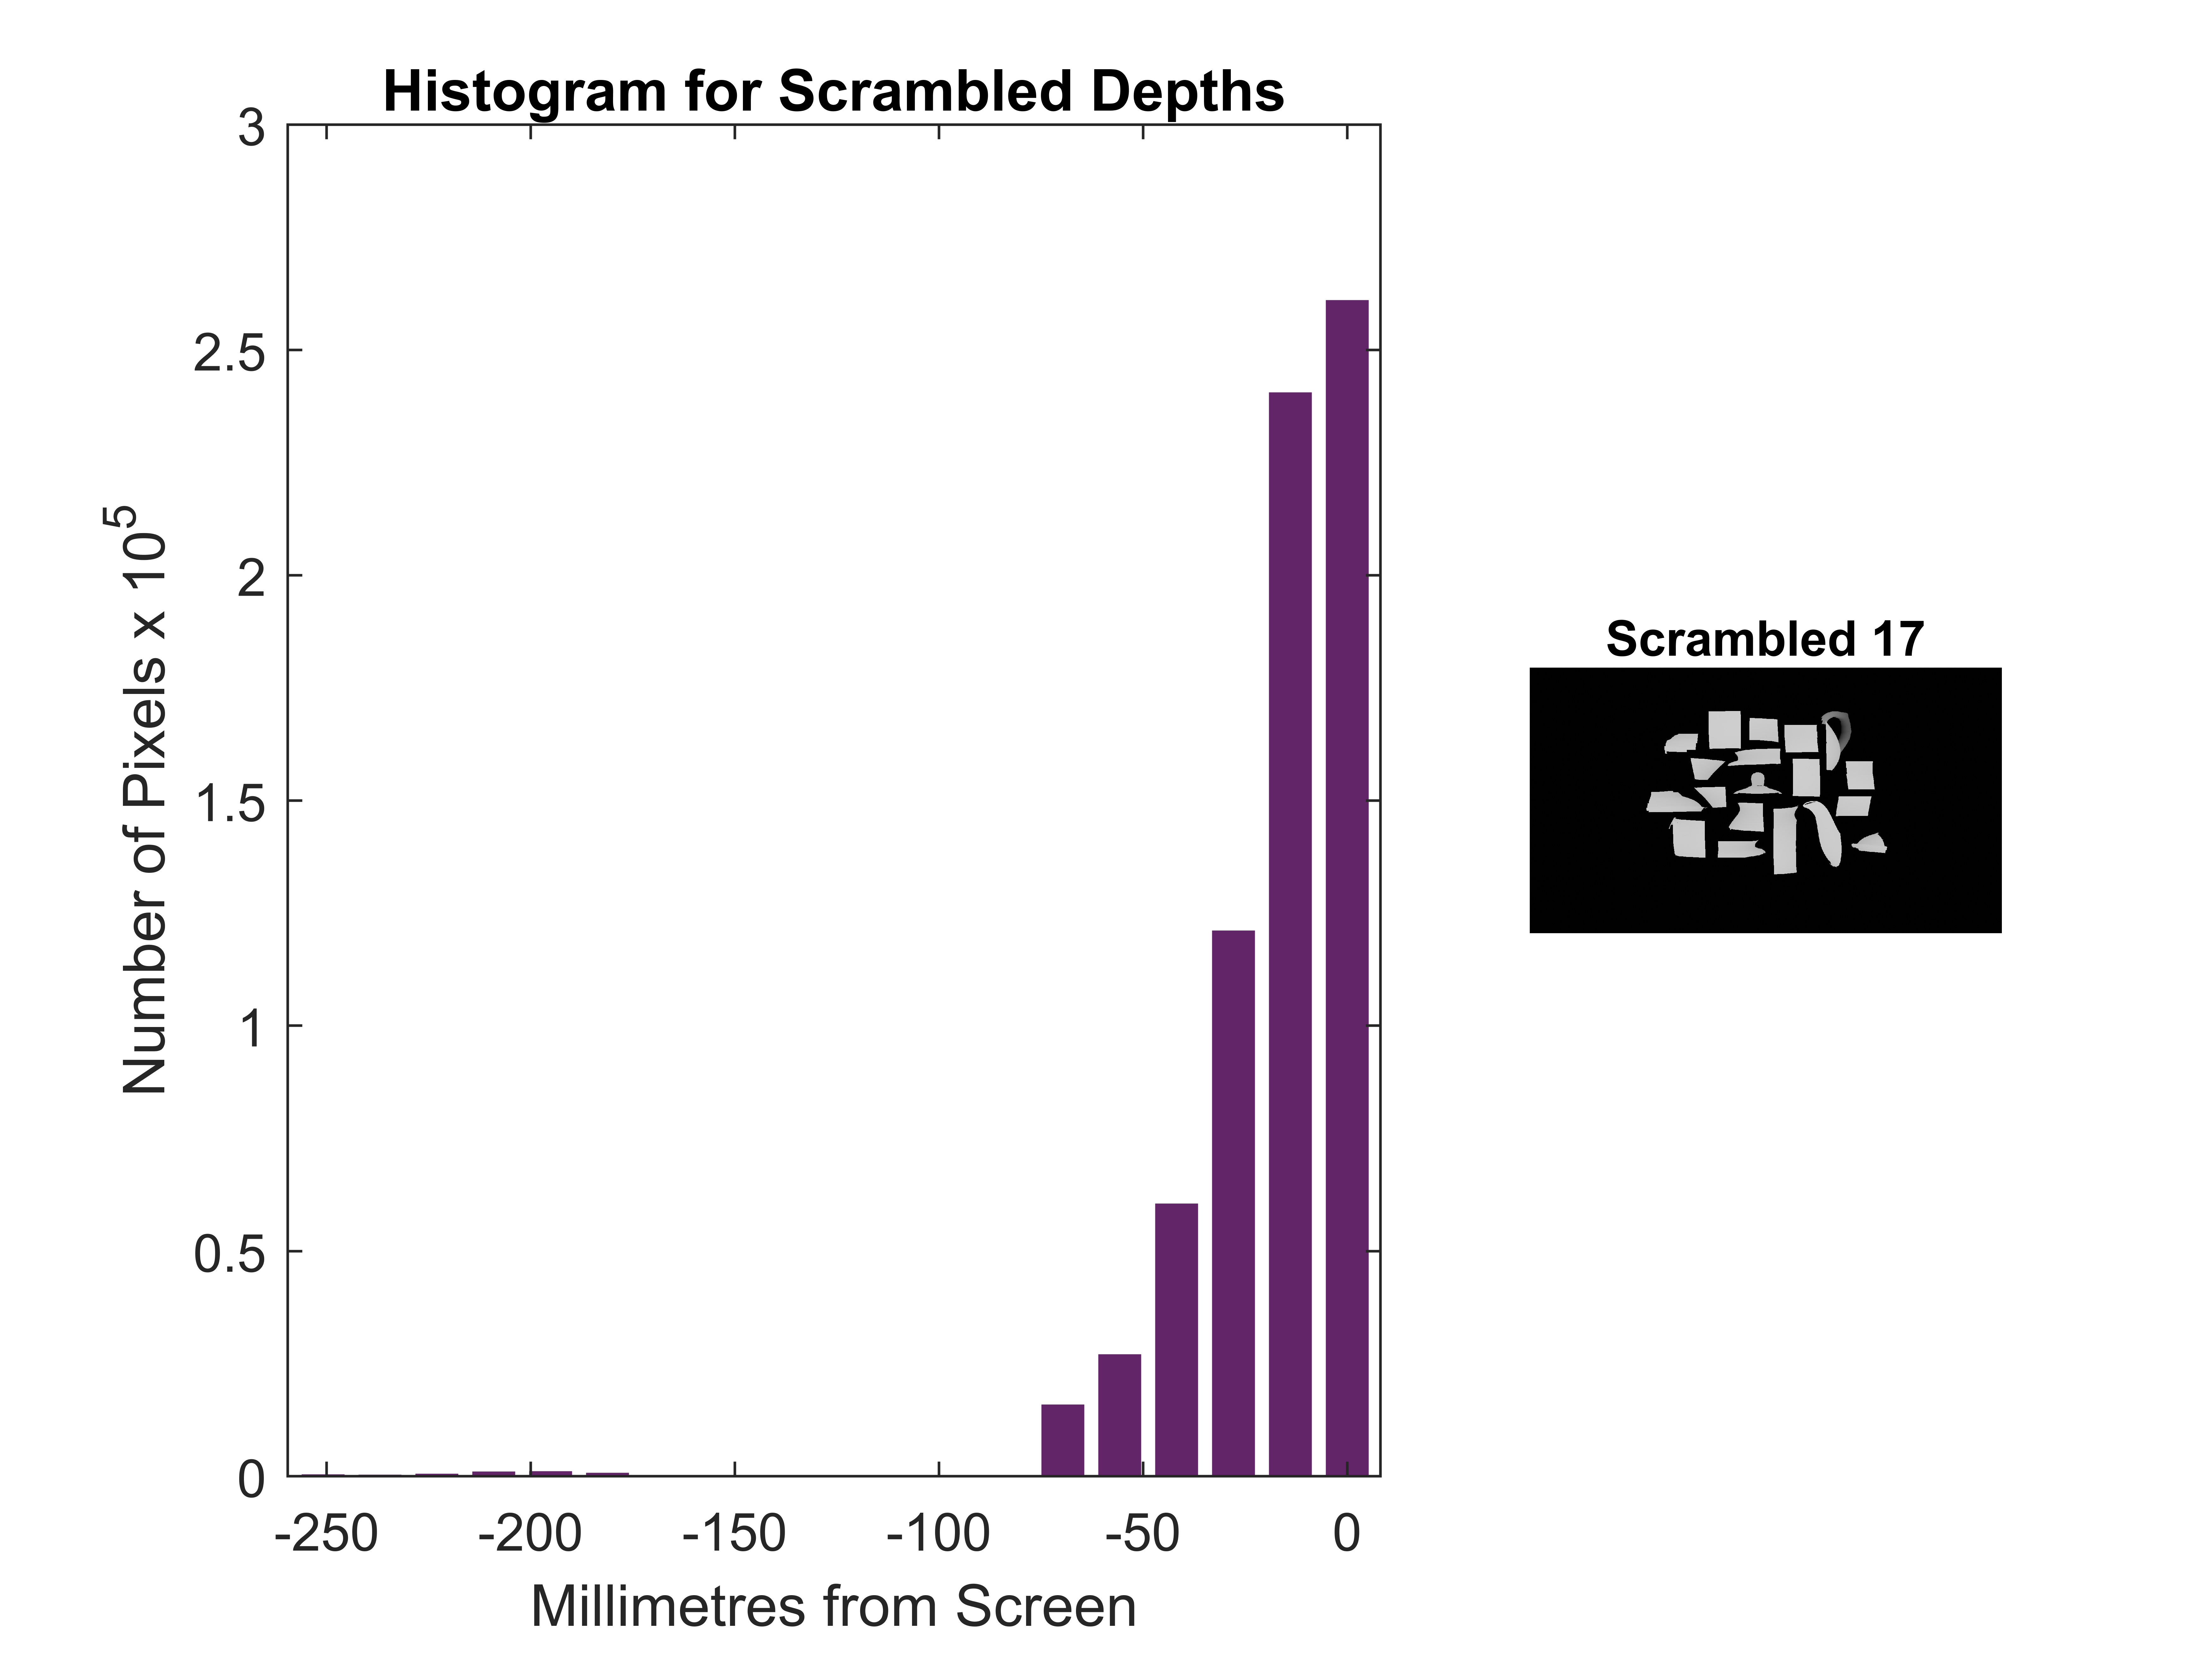 Histogram for Scrambled Depths
3
2.5
2
1.5
1
0.5
0
Number of Pixels x 10^5
-250 -200 -150 -100 -50 0
Millimetres from Screen
Scrambled 17